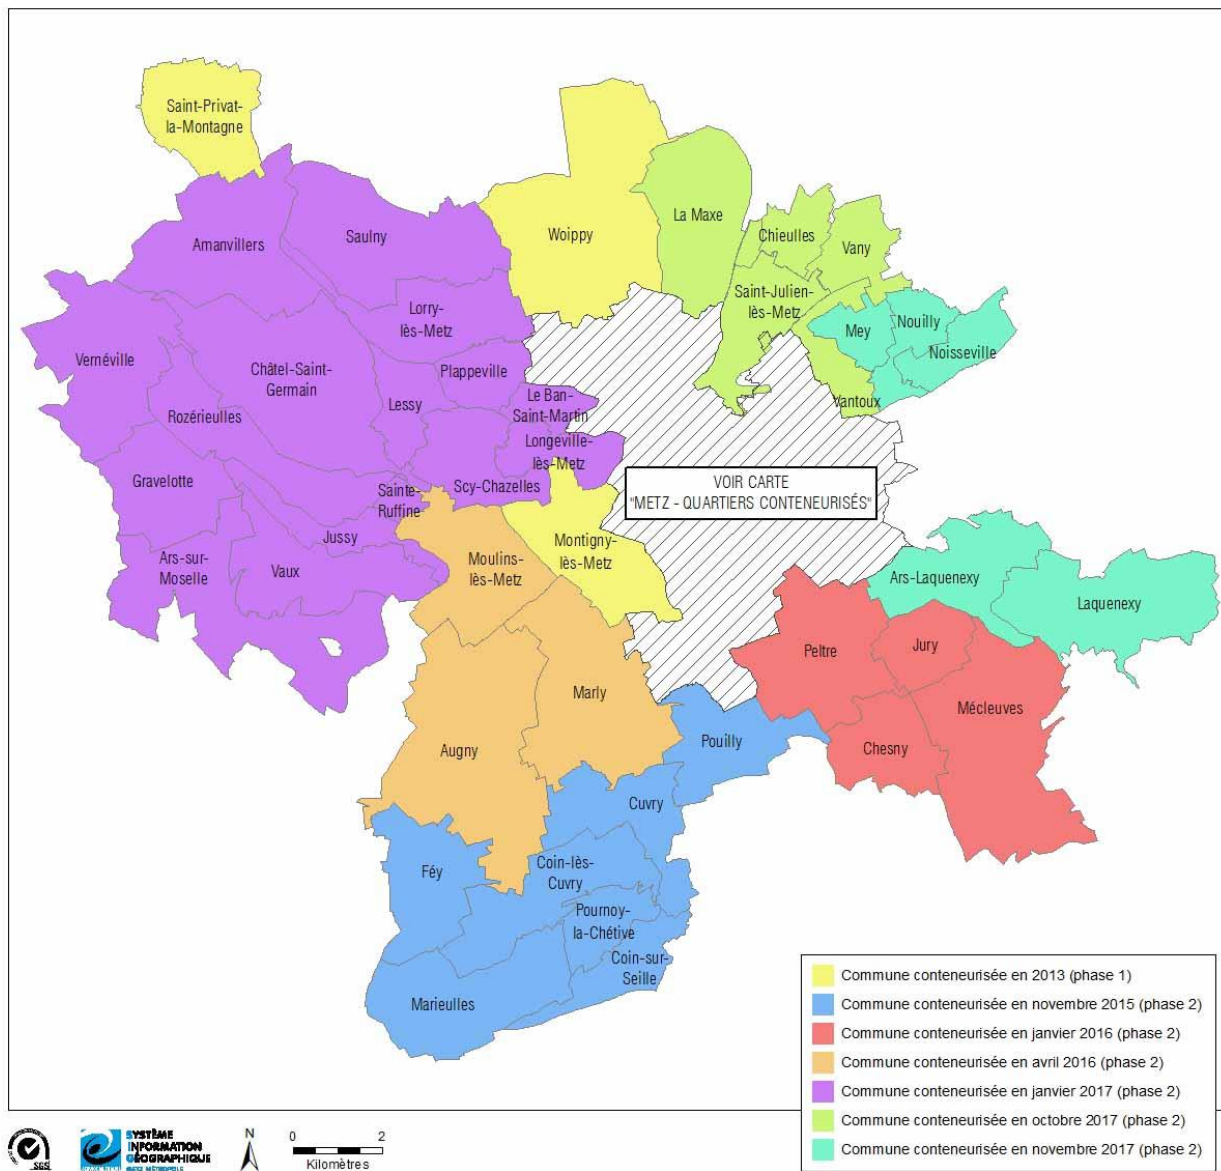 Saint-Privat-
la-Montagne
Woippy
La Maxe
Chieulles
Vany
Amanvillers
Saulny
Saint-Julien-
lès-Metz
Lorry-
lès-Metz
Mey
Nouilly
Noisseville
Vernéville
Châtel-Saint-
Germain
Plappeville
Rozérieulles
Lessy
Le Ban-
Saint-Martin
Vantoux
Longeville-
lès-Metz
Gravelotte
Scy-Chazelles
Sainte-
Ruffine
VOIR CARTE
"METZ - QUARTIERS CONTENEURISÉS"
Jussy
Montigny-
lès-Metz
Ars-sur-
Moselle
Vaux
Moulins-
lès-Metz
Ars-Laquenexy
Laquenexy
Peltre
Jury
Marly
Mécleuves
Augny
Pouilly
Chesny
Cuvry
Féy
Coin-lès-
Cuvry
Pournoy-
la-Chétive
Coin-sur-
Seille
Marieulles
Commune conteneurisée en 2013 (phase 1)
Commune conteneurisée en novembre 2015 (phase 2)
Commune conteneurisée en janvier 2016 (phase 2)
Commune conteneurisée en avril 2016 (phase 2)
Commune conteneurisée en janvier 2017 (phase 2)
Commune conteneurisée en octobre 2017 (phase 2)
Commune conteneurisée en novembre 2017 (phase 2)
SGS
SYSTÈME
INFORMATION
GÉOGRAPHIQUE
METZ MÉTROPOLE
N
0 2
Kilomètres